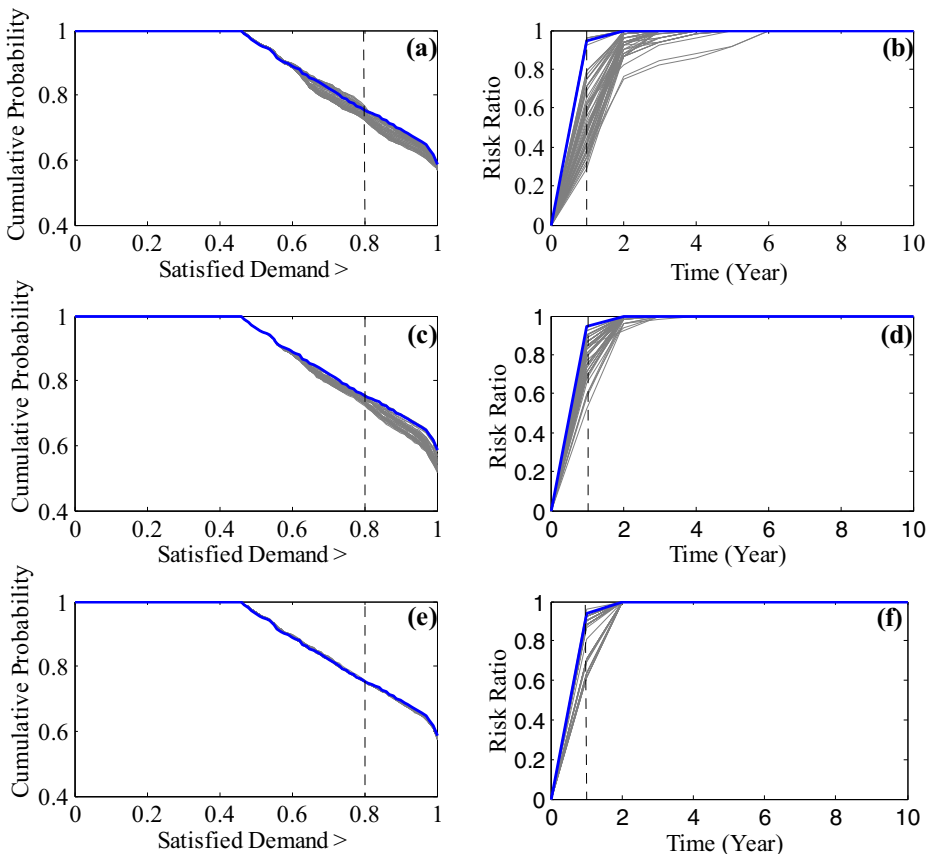 (a)
Cumulative Probability
1
0.8
0.6
0.4
0 0.2 0.4 0.6 0.8 1
Satisfied Demand >
(b)
Risk Ratio
1
0.8
0.6
0.4
0.2
0
0 2 4 6 8 10
Time (Year)
(c)
Cumulative Probability
1
0.8
0.6
0.4
0 0.2 0.4 0.6 0.8 1
Satisfied Demand >
(d)
Risk Ratio
1
0.8
0.6
0.4
0.2
0
0 2 4 6 8 10
Time (Year)
(e)
Cumulative Probability
1
0.8
0.6
0.4
0 0.2 0.4 0.6 0.8 1
Satisfied Demand >
(f)
Risk Ratio
1
0.8
0.6
0.4
0.2
0
0 2 4 6 8 10
Time (Year)